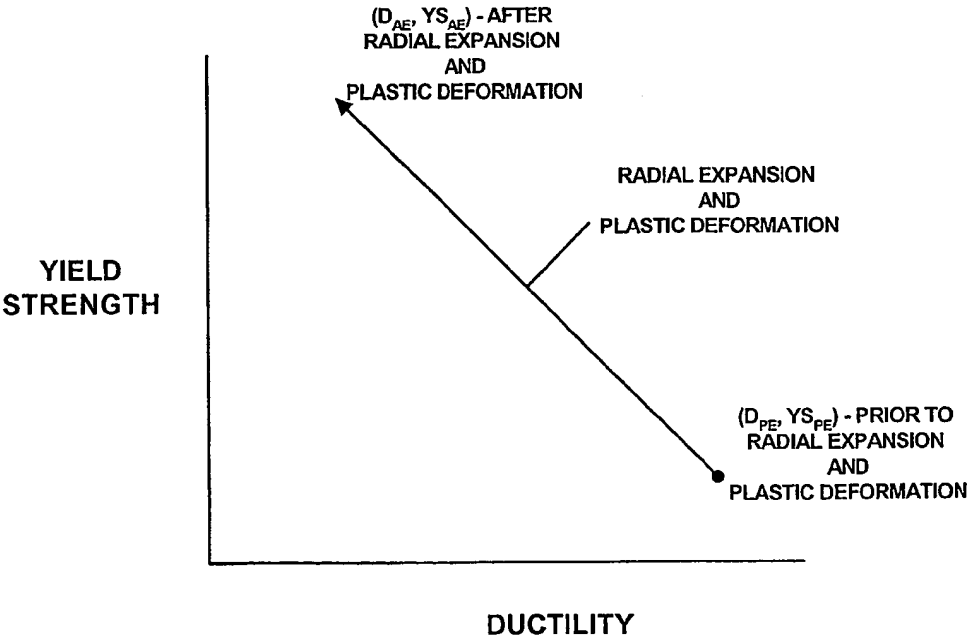 (D_AE, YS_AE) - AFTER
RADIAL EXPANSION
AND
PLASTIC DEFORMATION
RADIAL EXPANSION
AND
PLASTIC DEFORMATION
YIELD
STRENGTH
(D_PE, YS_PE) - PRIOR TO
RADIAL EXPANSION
AND
PLASTIC DEFORMATION
DUCTILITY